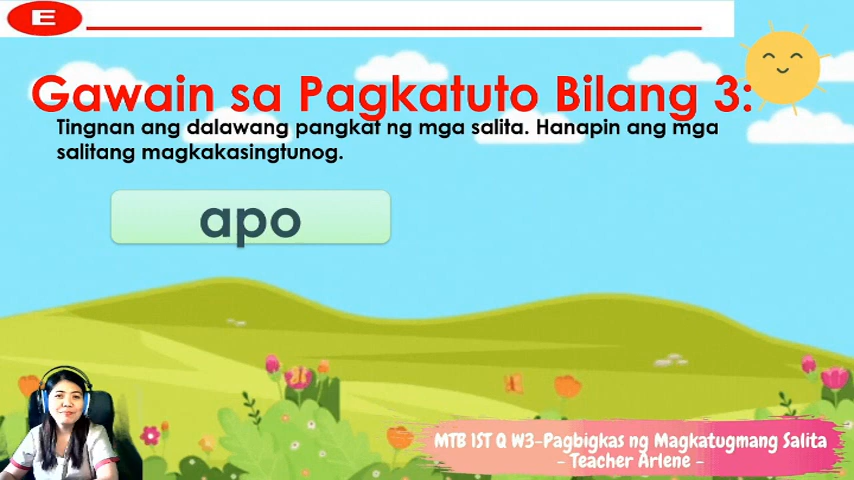 E
Gawain sa Pagkatuto Bilang 3:
Tingnan ang dalawang pangkat ng mga salita. Hanapin ang mga
salitang magkakasingtunog.
apo
MTB 1ST Q W3-Pagbigkas ng Magkatugmang Salita
- Teacher Arlene -